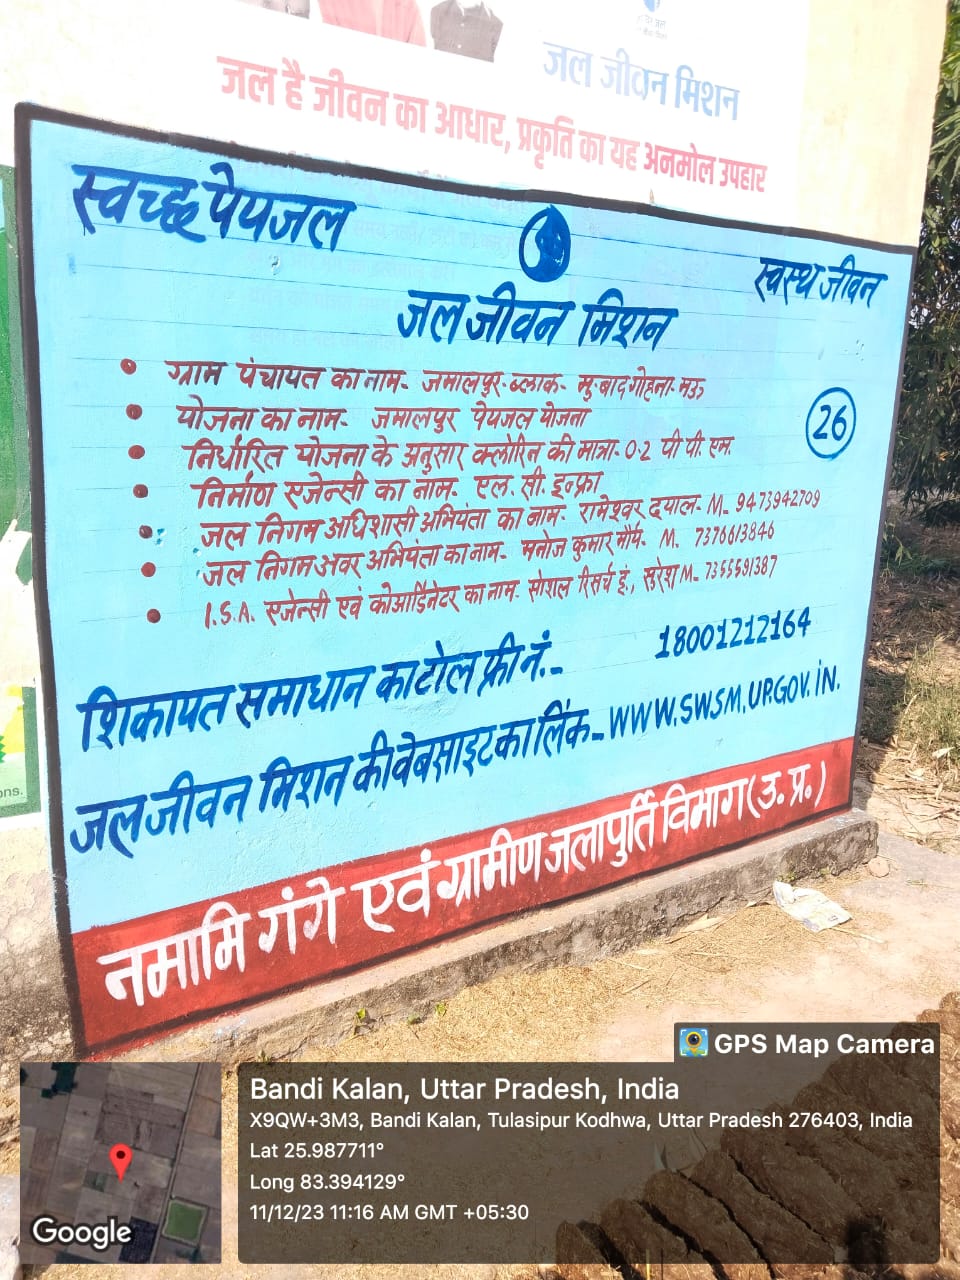 जल जीवन मिशन
जल है जीवन का आधार, प्रकृति का यह अनमोल उपहार
स्वच्छ पेयजल
स्वस्थ जीवन
जल जीवन मिशन
ग्राम पंचायत का नाम- जमालपुर- ब्लाक- मु.बाद गोहना- मऊ
योजना का नाम- जमालपुर पेयजल योजना
26
निर्धारित योजना के अनुसार क्लोरिन की मात्रा- 0.2 पी पी. एम.
निर्माण एजेन्सी का नाम- एल. सी. इन्फ्रा
जल निगम अधिशासी अभियंता का नाम- रामेश्वर दयाल- M- 9473942709
जल निगम अवर अभियंता का नाम- मनोज कुमार मौर्य- M. 7376613846
I.S.A. एजेन्सी एवं कोआर्डिनेटर का नाम- सोशल रिसर्च इं., सुरेश M- 7355591387
शिकायत समाधान का टोल फ्री नं.- 18001212164
जल जीवन मिशन की वेबसाइट का लिंक- WWW.SWSM.UP.GOV.IN.
नमामि गंगे एवं ग्रामीण जलापुर्ति विभाग (उ. प्र.)
ons.
GPS Map Camera
Bandi Kalan, Uttar Pradesh, India
X9QW+3M3, Bandi Kalan, Tulasipur Kodhwa, Uttar Pradesh 276403, India
Lat 25.987711°
Long 83.394129°
11/12/23 11:16 AM GMT +05:30
Google